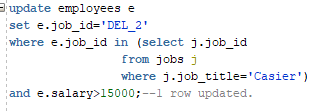 update employees e
set e.job_id='DEL_2'
where e.job_id in (select j.job_id
from jobs j
where j.job_title='Casier')
and e.salary>15000;--1 row updated.